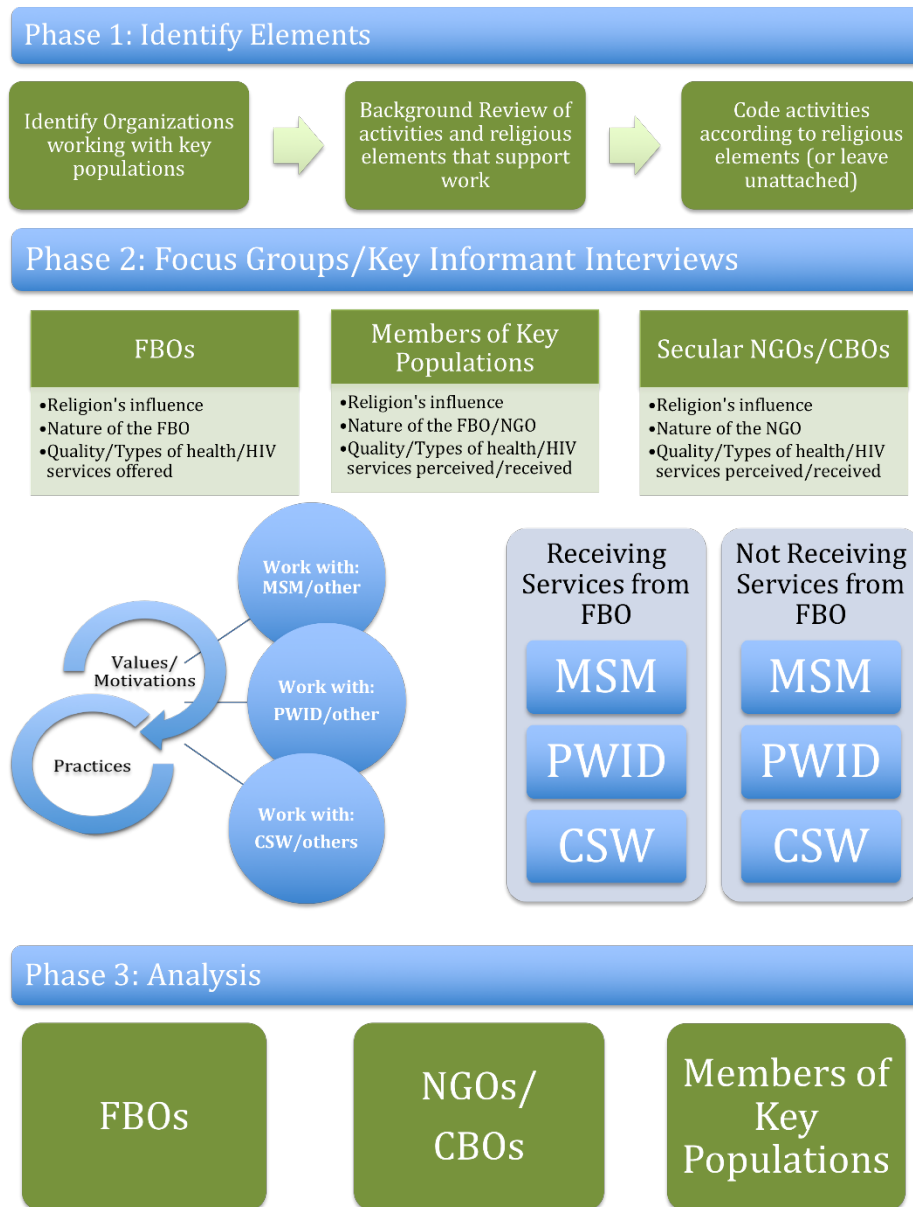 Phase 1: Identify Elements
Identify Organizations
working with key
populations
Background Review of
activities and religious
elements that support
work
Code activities
according to religious
elements (or leave
unattached)
Phase 2: Focus Groups/Key Informant Interviews
FBOs
•Religion's influence
•Nature of the FBO
•Quality/Types of health/HIV
services offered
Members of Key
Populations
•Religion's influence
•Nature of the FBO/NGO
•Quality/Types of health/HIV
services perceived/received
Secular NGOs/CBOs
•Religion's influence
•Nature of the NGO
•Quality/Types of health/HIV
services perceived/received
Values/
Motivations
Practices
Work with:
MSM/other
Work with:
PWID/other
Work with:
CSW/others
Receiving
Services from
FBO
MSM
PWID
CSW
Not Receiving
Services from
FBO
MSM
PWID
CSW
Phase 3: Analysis
FBOs
NGOs/
CBOs
Members of
Key
Populations